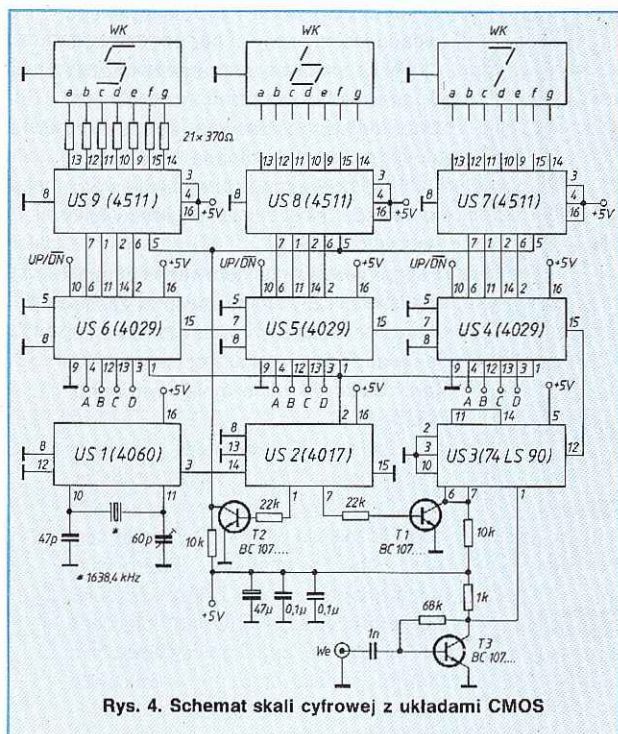 WK WK WK
a b c d e f g a b c d e f g a b c d e f g
21×370Ω
13 12 11 10 9 15 14 13 12 11 10 9 15 14 13 12 11 10 9 15 14
8 US 9 (4511) 3 4 16 +5V 8 US 8 (4511) 3 4 16 +5V 8 US 7 (4511) 3 4 16 +5V
7 1 2 6 5 7 1 2 6 5 7 1 2 6 5
UP/DN +5V UP/DN +5V UP/DN +5V
10 6 11 14 2 16 10 6 11 14 2 16 10 6 11 14 2 16
5 8 US 6 (4029) 15 7 5 8 US 5 (4029) 15 7 5 8 US 4 (4029) 15
9 4 12 13 3 1 9 4 12 13 3 1 9 4 12 13 3 1
A B C D +5V A B C D +5V A B C D +5V
16 2 16 11 14 5
8 12 US 1 (4060) 3 14 8 13 US 2 (4017) 15 2 3 10 US 3 (74 LS 90) 12
10 11 1 7 6 7 1
47p * 60p 22k 22k
T2 BC 107.... T1 BC 107....
10k 10k
* 1638,4 kHz
+5V 47μ 0,1μ 0,1μ 1k
68k
We 1n T3 BC 107....
Rys. 4. Schemat skali cyfrowej z układami CMOS